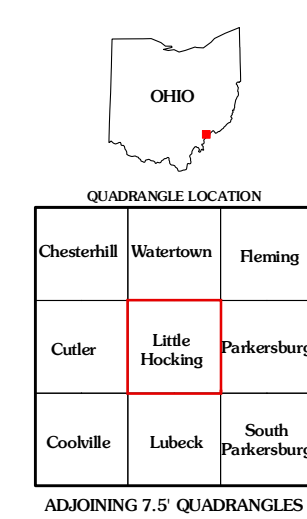 OHIO
QUADRANGLE LOCATION
Chesterhill Watertown Fleming
Cutler Little Hocking Parkersburg
Coolville Lubeck South Parkersburg
ADJOINING 7.5' QUADRANGLES